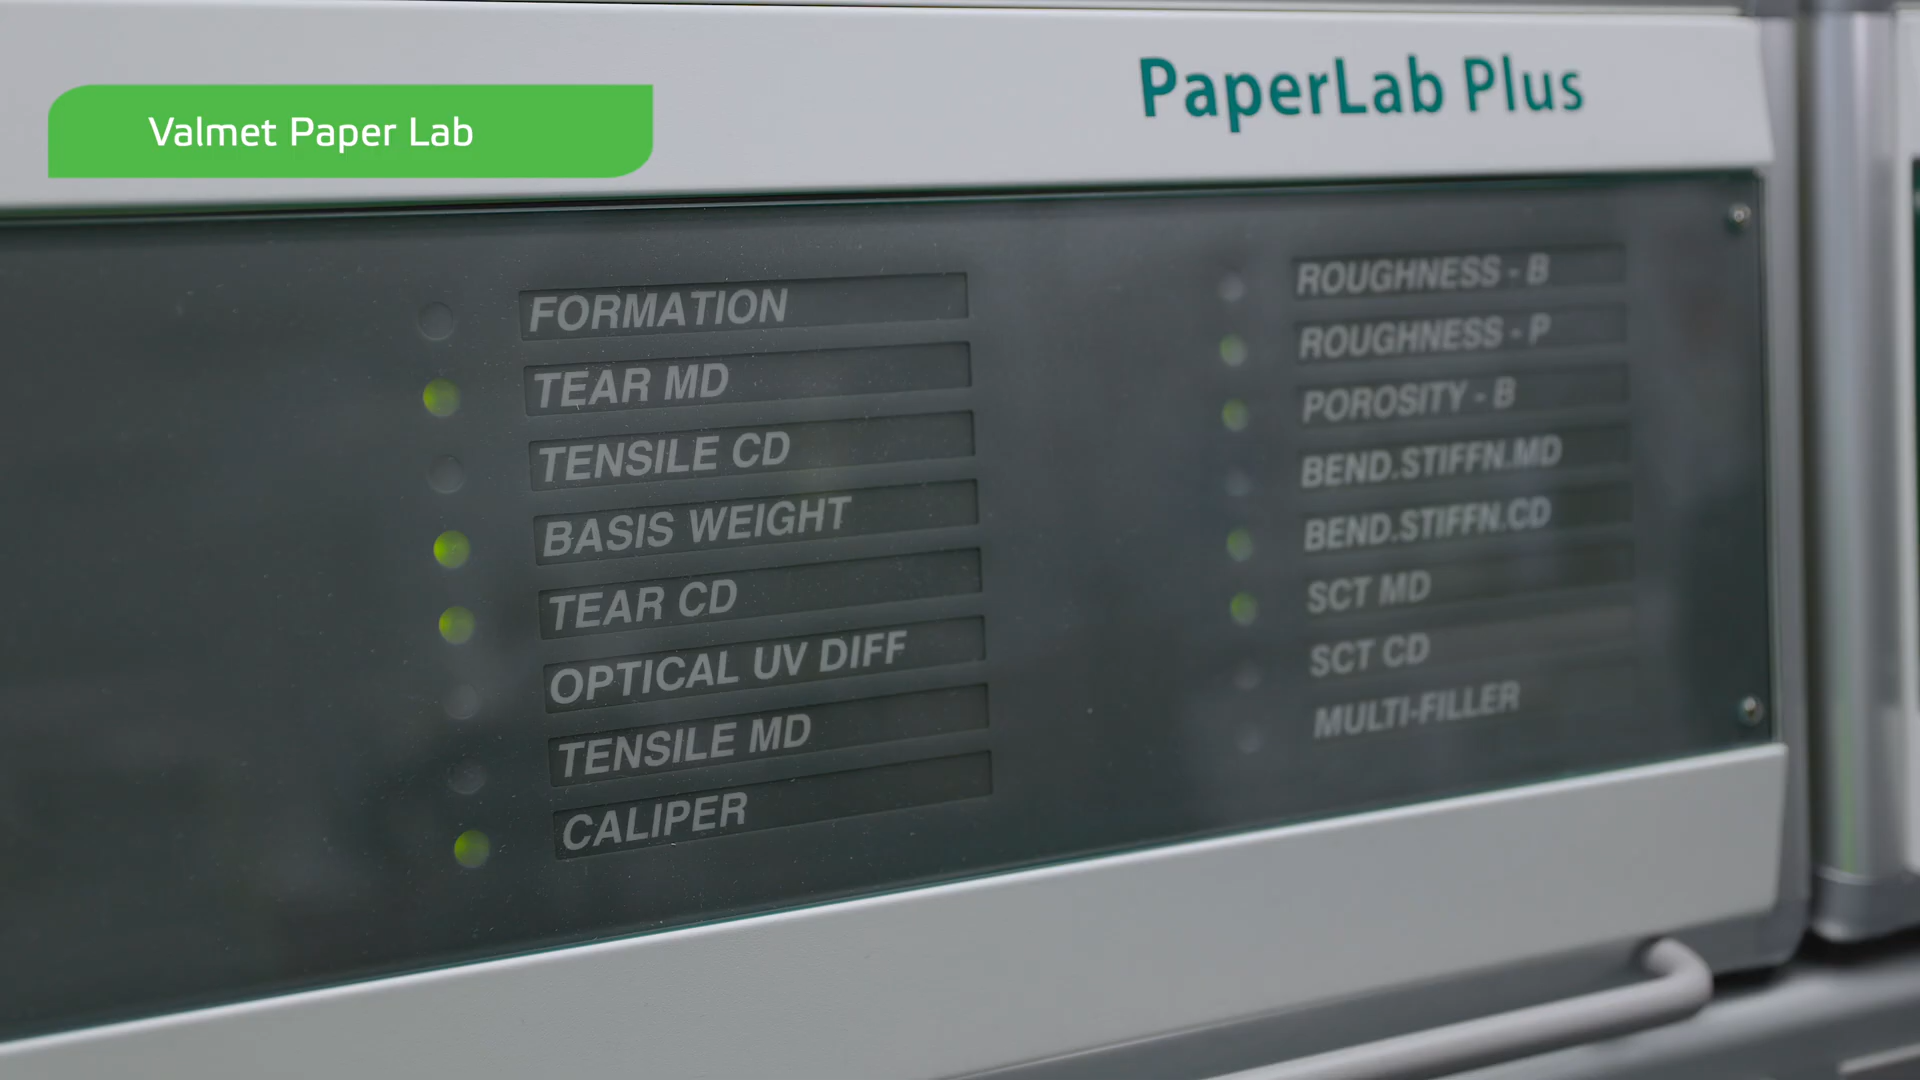 Valmet Paper Lab
PaperLab Plus
FORMATION
TEAR MD
TENSILE CD
BASIS WEIGHT
TEAR CD
OPTICAL UV DIFF
TENSILE MD
CALIPER
ROUGHNESS - B
ROUGHNESS - P
POROSITY - B
BEND.STIFFN.MD
BEND.STIFFN.CD
SCT MD
SCT CD
MULTI-FILLER